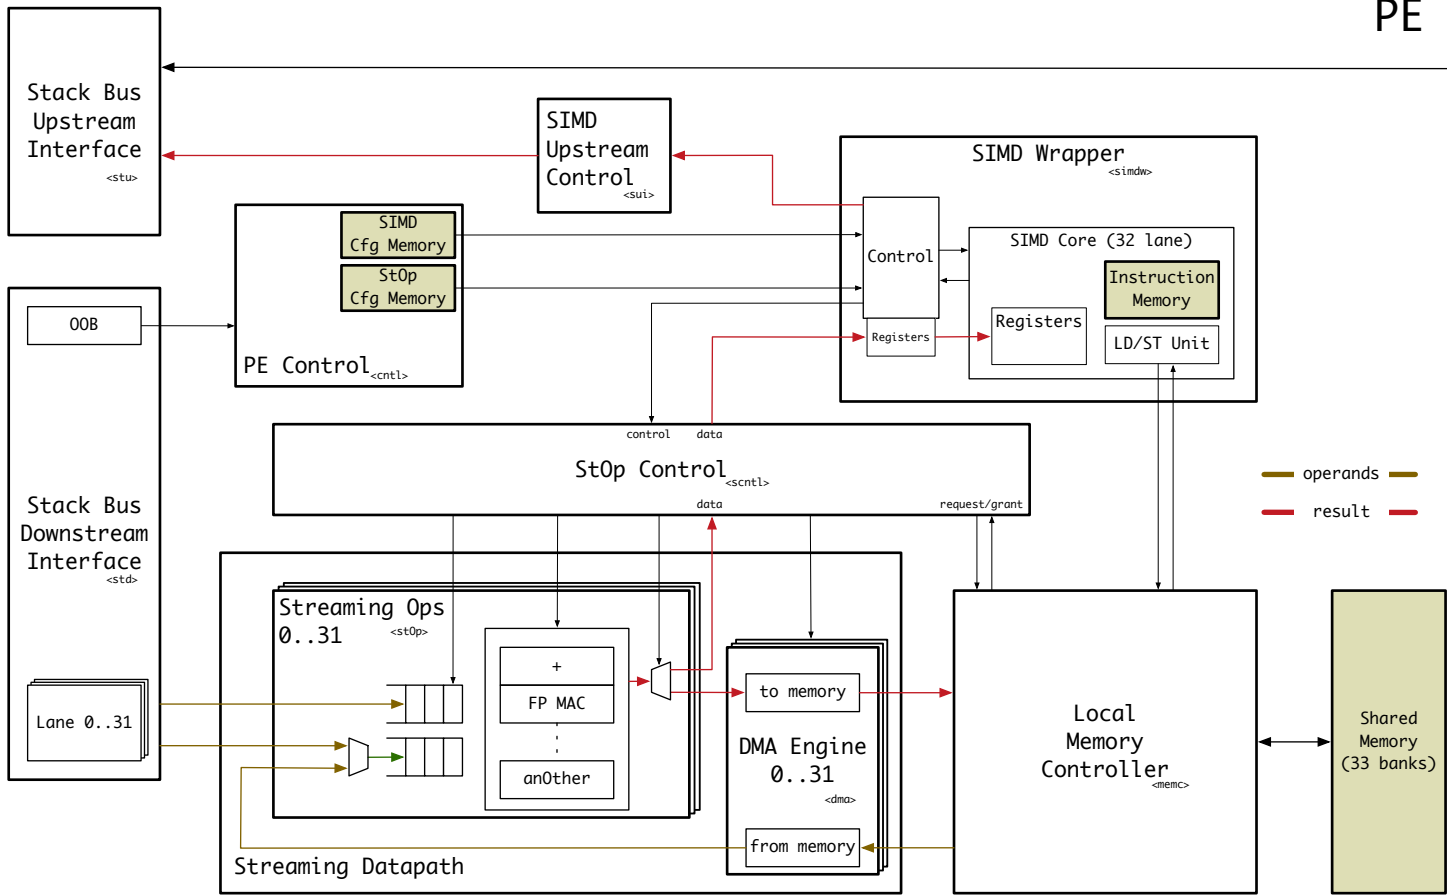 PE
Stack Bus
Upstream
Interface
<stu>
SIMD
Upstream
Control
<sui>
SIMD Wrapper
<simdw>
Control
Registers
SIMD Core (32 lane)
Instruction
Memory
Registers
LD/ST Unit
SIMD
Cfg Memory
StOp
Cfg Memory
PE Control
<cntl>
OOB
Stack Bus
Downstream
Interface
<std>
Lane 0..31
control data
StOp Control
<scntl>
data
request/grant
operands
result
Streaming Ops
0..31
<stOp>
+
FP MAC
anOther
to memory
DMA Engine
0..31
<dma>
from memory
Streaming Datapath
Local
Memory
Controller
<memc>
Shared
Memory
(33 banks)